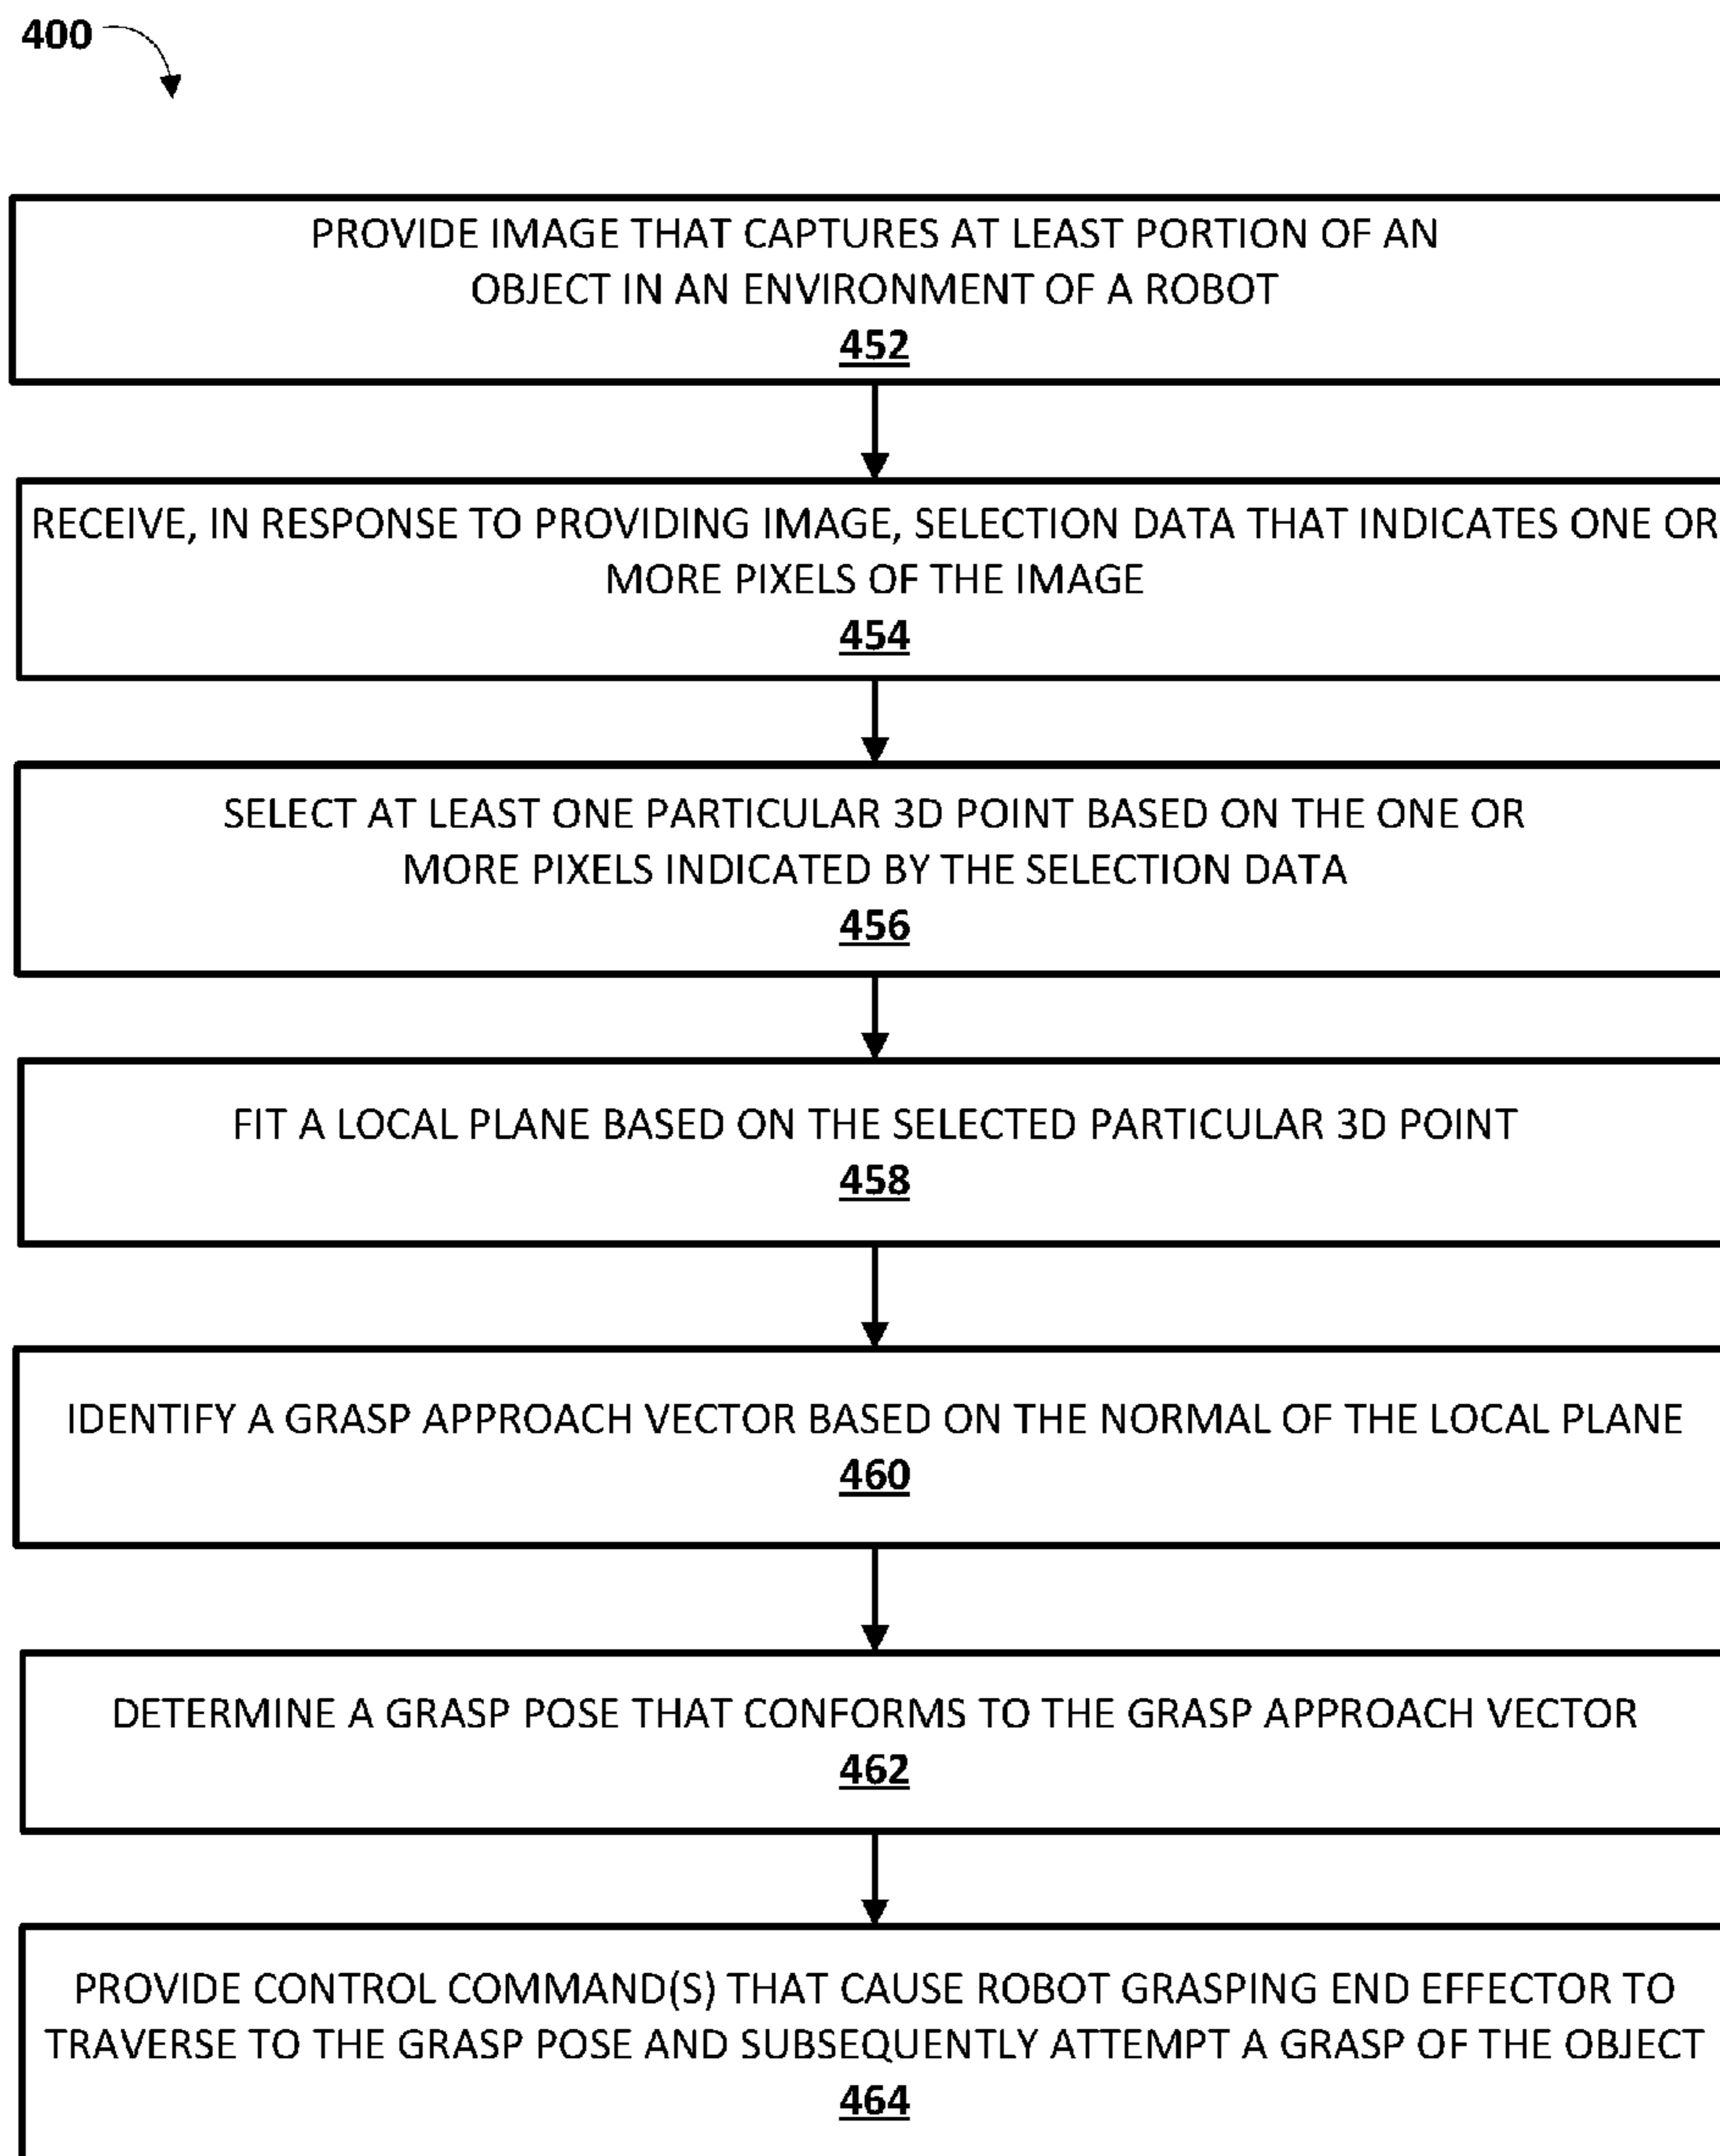 400
PROVIDE IMAGE THAT CAPTURES AT LEAST PORTION OF AN
OBJECT IN AN ENVIRONMENT OF A ROBOT
452
RECEIVE, IN RESPONSE TO PROVIDING IMAGE, SELECTION DATA THAT INDICATES ONE OR
MORE PIXELS OF THE IMAGE
454
SELECT AT LEAST ONE PARTICULAR 3D POINT BASED ON THE ONE OR
MORE PIXELS INDICATED BY THE SELECTION DATA
456
FIT A LOCAL PLANE BASED ON THE SELECTED PARTICULAR 3D POINT
458
IDENTIFY A GRASP APPROACH VECTOR BASED ON THE NORMAL OF THE LOCAL PLANE
460
DETERMINE A GRASP POSE THAT CONFORMS TO THE GRASP APPROACH VECTOR
462
PROVIDE CONTROL COMMAND(S) THAT CAUSE ROBOT GRASPING END EFFECTOR TO
TRAVERSE TO THE GRASP POSE AND SUBSEQUENTLY ATTEMPT A GRASP OF THE OBJECT
464